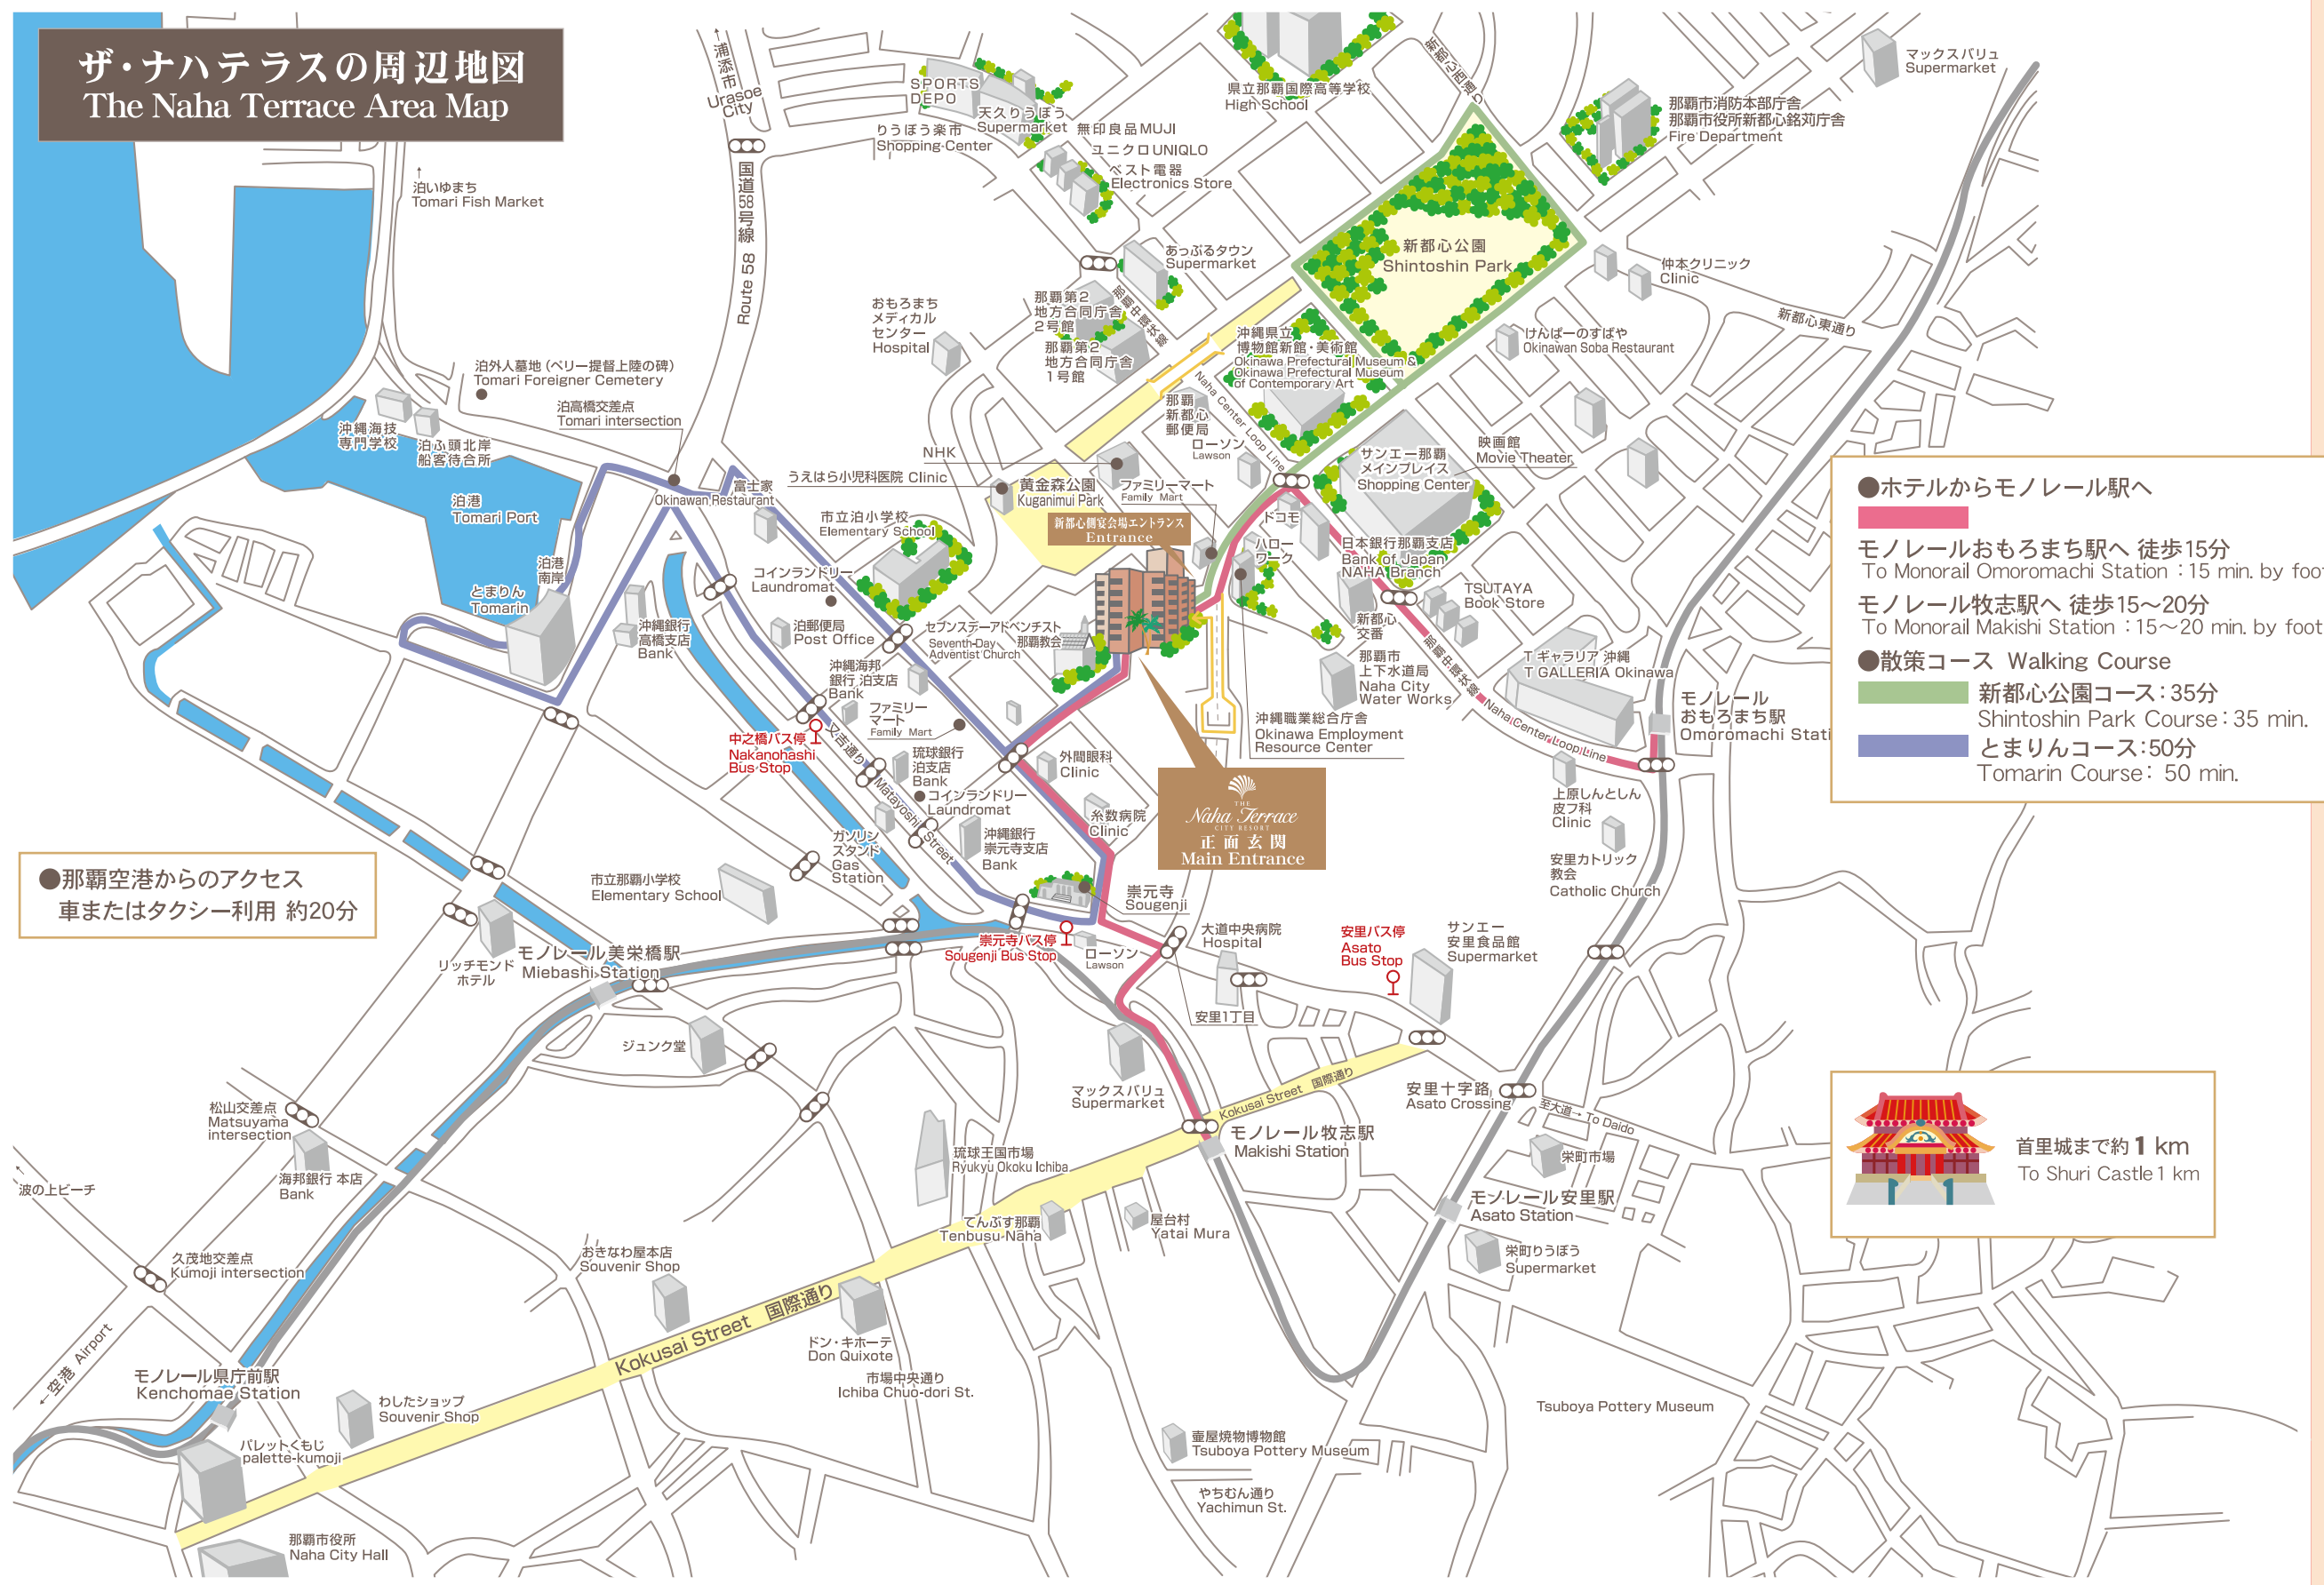 ザ・ナハテラスの周辺地図
The Naha Terrace Area Map
↑浦添市
Urasoe
City
国道58号線
Route 58
↑
泊いゆまち
Tomari Fish Market
SPORTS
DEPO
天久りうぼう
Supermarket
りうぼう楽市
Shopping Center
無印良品MUJI
ユニクロUNIQLO
ベスト電器
Electronics Store
県立那覇国際高等学校
High School
新都心西通り
マックスバリュ
Supermarket
那覇市消防本部庁舎
那覇市役所新都心銘苅庁舎
Fire Department
あっぷるタウン
Supermarket
新都心公園
Shintoshin Park
仲本クリニック
Clinic
新都心東通り
おもろまち
メディカル
センター
Hospital
那覇第2
地方合同庁舎
2号館
那覇第2
地方合同庁舎
1号館
那覇中環状線
沖縄県立
博物館新館・美術館
Okinawa Prefectural Museum &
Okinawa Prefectural Museum
of Contemporary Art
けんぱーのすばや
Okinawan Soba Restaurant
泊外人墓地（ペリー提督上陸の碑）
Tomari Foreigner Cemetery
泊高橋交差点
Tomari intersection
沖縄海技
専門学校
泊ふ頭北岸
船客待合所
那覇
新都心
郵便局
Naha Center Loop Line
ローソン
Lawson
NHK
うえはら小児科医院 Clinic
黄金森公園
Kuganimui Park
ファミリーマート
Family Mart
サンエー那覇
メインプレイス
Shopping Center
映画館
Movie Theater
富士家
Okinawan Restaurant
泊港
Tomari Port
市立泊小学校
Elementary School
新都心側宴会場エントランス
Entrance
ドコモ
ハロー
ワーク
日本銀行那覇支店
Bank of Japan
NAHA Branch
TSUTAYA
Book Store
泊港
南岸
とまりん
Tomarin
コインランドリー
Laundromat
沖縄銀行
高橋支店
Bank
泊郵便局
Post Office
セブンスデーアドベンチスト
那覇教会
Seventh-Day
Adventist Church
新都心
交番
那覇中環状線
那覇市
上下水道局
Naha City
Water Works
T ギャラリア 沖縄
T GALLERIA Okinawa
沖縄海邦
銀行 泊支店
Bank
ファミリー
マート
Family Mart
沖縄職業総合庁舎
Okinawa Employment
Resource Center
Naha Center Loop Line
モノレール
おもろまち駅
Omoromachi Stati
中之橋バス停
Nakanohashi
Bus Stop
又吉通り
Matayoshi Street
琉球銀行
泊支店
Bank
外間眼科
Clinic
コインランドリー
Laundromat
THE
Naha Terrace
CITY RESORT
正面玄関
Main Entrance
糸数病院
Clinic
上原しんとしん
皮フ科
Clinic
ガソリン
スタンド
Gas
Station
沖縄銀行
崇元寺支店
Bank
安里カトリック
教会
Catholic Church
●ホテルからモノレール駅へ
モノレールおもろまち駅へ 徒歩15分
To Monorail Omoromachi Station：15 min. by foot
モノレール牧志駅へ 徒歩15〜20分
To Monorail Makishi Station：15〜20 min. by foot
●散策コース Walking Course
新都心公園コース：35分
Shintoshin Park Course：35 min.
とまりんコース：50分
Tomarin Course： 50 min.
●那覇空港からのアクセス
車またはタクシー利用 約20分
市立那覇小学校
Elementary School
崇元寺
Sougenji
リッチモンド
ホテル
モノレール美栄橋駅
Miebashi Station
崇元寺バス停
Sougenji Bus Stop
ローソン
Lawson
大道中央病院
Hospital
安里バス停
Asato
Bus Stop
サンエー
安里食品館
Supermarket
安里1丁目
ジュンク堂
マックスバリュ
Supermarket
Kokusai Street 国際通り
安里十字路
Asato Crossing
至大道→ To Daido
松山交差点
Matsuyama
intersection
海邦銀行 本店
Bank
琉球王国市場
Ryukyu Okoku Ichiba
モノレール牧志駅
Makishi Station
栄町市場
首里城まで約1 km
To Shuri Castle 1 km
波の上ビーチ
てんぶす那覇
Tenbusu-Naha
屋台村
Yatai Mura
モノレール安里駅
Asato Station
久茂地交差点
Kumoji intersection
おきなわ屋本店
Souvenir Shop
栄町りうぼう
Supermarket
Kokusai Street 国際通り
ドン・キホーテ
Don Quixote
市場中央通り
Ichiba Chuo-dori St.
←空港 Airport
モノレール県庁前駅
Kenchomae Station
わしたショップ
Souvenir Shop
パレットくもじ
palette-kumoji
壷屋焼物博物館
Tsuboya Pottery Museum
Tsuboya Pottery Museum
やちむん通り
Yachimun St.
那覇市役所
Naha City Hall